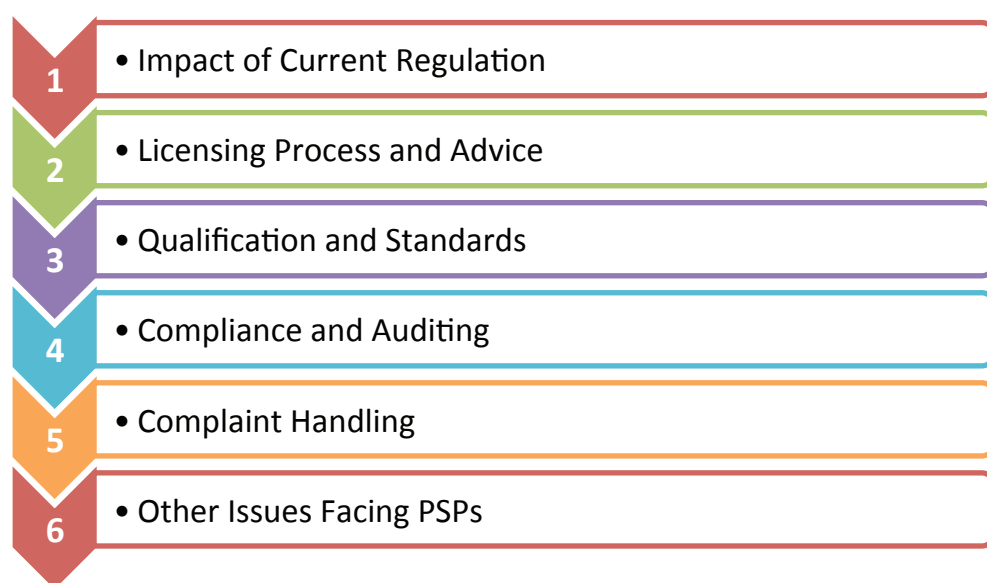 1 • Impact of Current Regulation
2 • Licensing Process and Advice
3 • Qualification and Standards
4 • Compliance and Auditing
5 • Complaint Handling
6 • Other Issues Facing PSPs